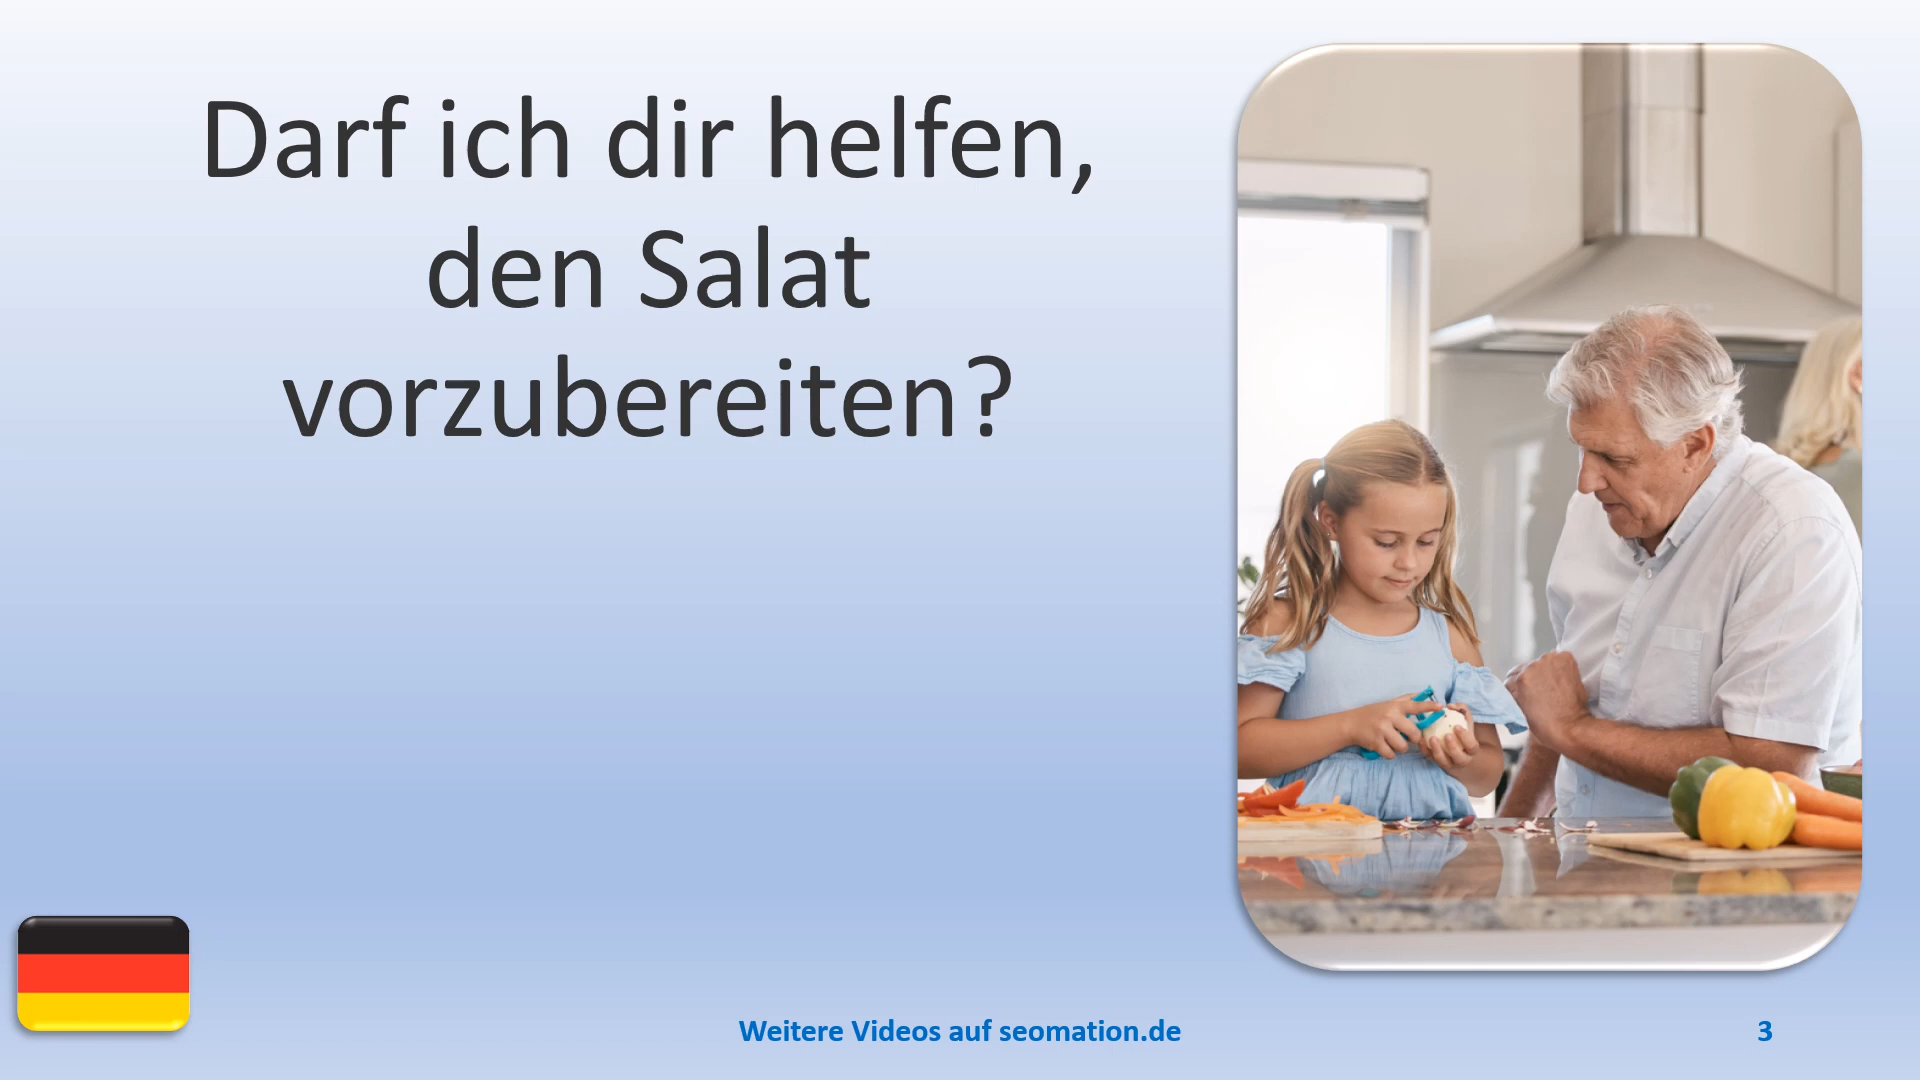 Darf ich dir helfen,
den Salat
vorzubereiten?
Weitere Videos auf seomation.de
3